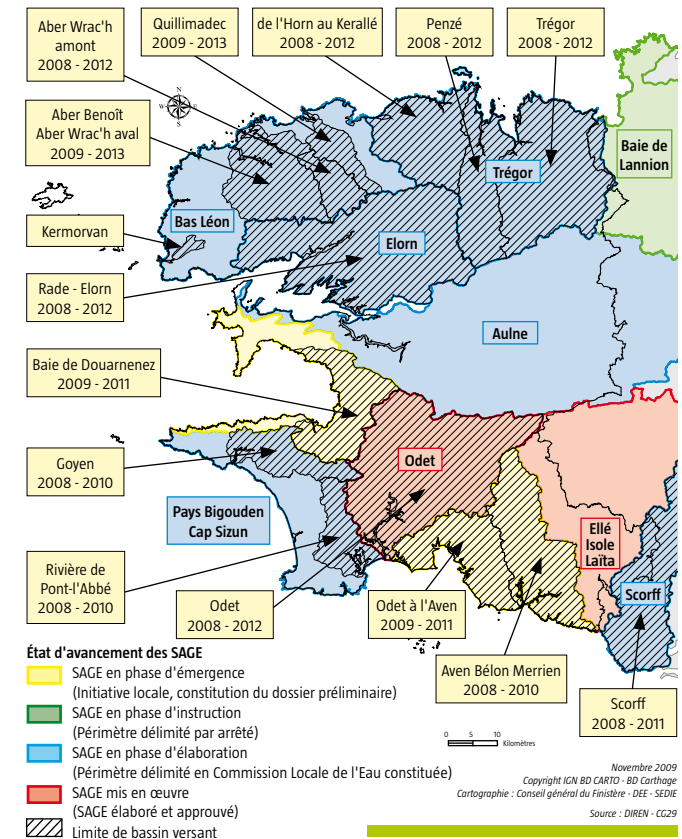 Aber Wrac'h
amont
2008 - 2012
Quillimadec
2009 - 2013
de l'Horn au Kerallé
2008 - 2012
Penzé
2008 - 2012
Trégor
2008 - 2012
N
W
E
S
Aber Benoît
Aber Wrac'h aval
2009 - 2013
Baie de
Lannion
Trégor
Bas Léon
Kermorvan
Elorn
Rade - Elorn
2008 - 2012
Aulne
Baie de Douarnenez
2009 - 2011
Goyen
2008 - 2010
Odet
Pays Bigouden
Cap Sizun
Ellé
Isole
Laïta
Scorff
Rivière de
Pont-l'Abbé
2008 - 2010
Odet
2008 - 2012
Odet à l'Aven
2009 - 2011
Aven Bélon Merrien
2008 - 2010
Scorff
2008 - 2011
État d'avancement des SAGE
SAGE en phase d'émergence
(Initiative locale, constitution du dossier préliminaire)
SAGE en phase d'instruction
(Périmètre délimité par arrêté)
SAGE en phase d'élaboration
(Périmètre délimité en Commission Locale de l'Eau constituée)
SAGE mis en œuvre
(SAGE élaboré et approuvé)
Limite de bassin versant
0 5 10
Kilomètres
Novembre 2009
Copyright IGN BD CARTO - BD Carthage
Cartographie : Conseil général du Finistère - DEE - SEDIE
Source : DIREN - CG29